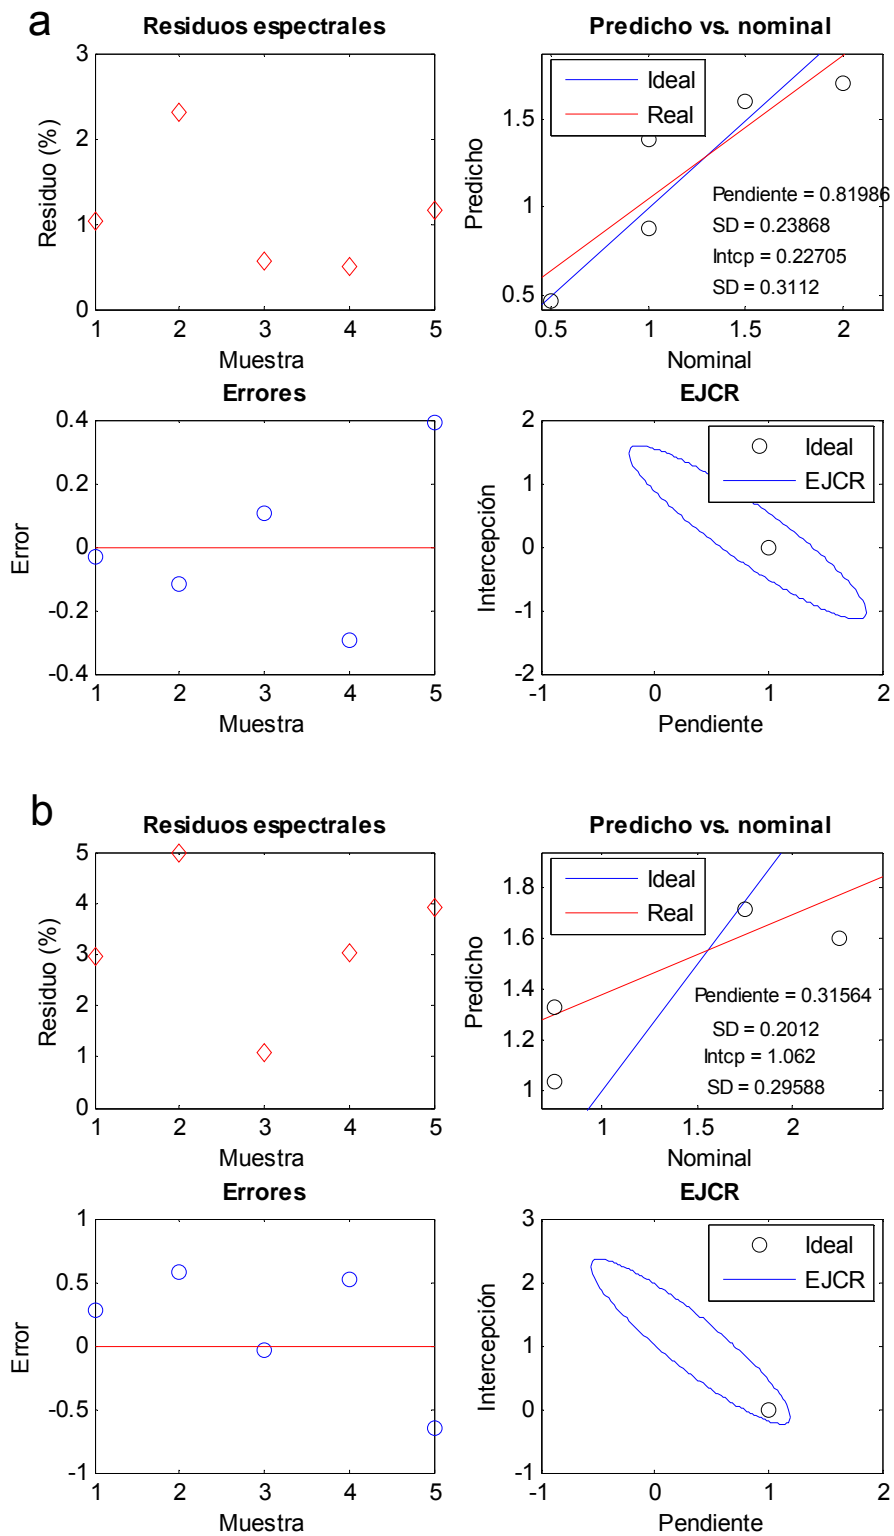 a
Residuos espectrales
3
2
1
0
Residuo (%)
1 2 3 4 5
Muestra
Predicho vs. nominal
Ideal
Real
1.5
1
0.5
Predicho
Pendiente = 0.81986
SD = 0.23868
Intcp = 0.22705
SD = 0.3112
0.5 1 1.5 2
Nominal
Errores
0.4
0.2
0
-0.2
-0.4
Error
1 2 3 4 5
Muestra
EJCR
Ideal
EJCR
2
1
0
-1
-2
Intercepción
-1 0 1 2
Pendiente
b
Residuos espectrales
5
4
3
2
1
0
Residuo (%)
1 2 3 4 5
Muestra
Predicho vs. nominal
Ideal
Real
1.8
1.6
1.4
1.2
1
Predicho
Pendiente = 0.31564
SD = 0.2012
Intcp = 1.062
SD = 0.29588
1 1.5 2
Nominal
Errores
1
0.5
0
-0.5
-1
Error
1 2 3 4 5
Muestra
EJCR
Ideal
EJCR
3
2
1
0
-1
Intercepción
-1 0 1 2
Pendiente